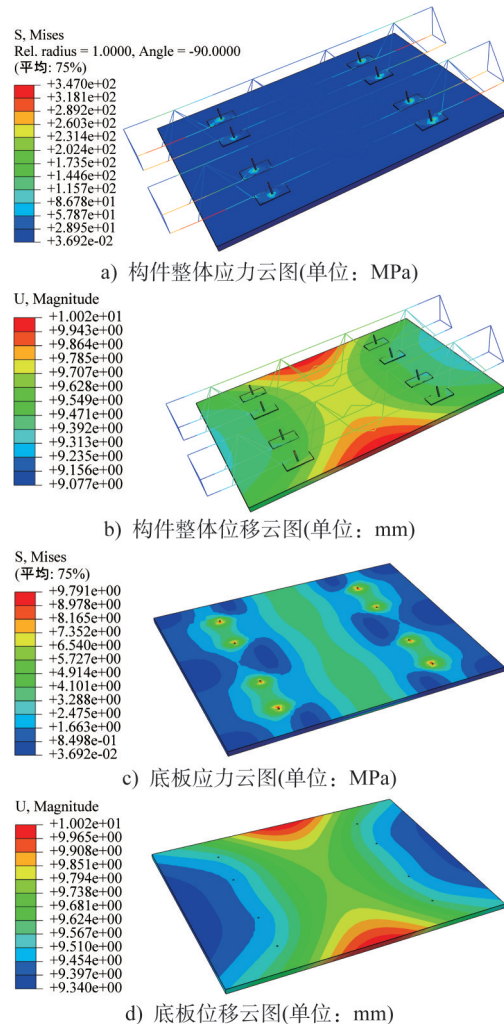 S, Mises
Rel. radius = 1.0000, Angle = -90.0000
(平均: 75%)
+3.470e+02
+3.181e+02
+2.892e+02
+2.603e+02
+2.314e+02
+2.024e+02
+1.735e+02
+1.446e+02
+1.157e+02
+8.678e+01
+5.787e+01
+2.895e+01
+3.692e-02
a) 构件整体应力云图(单位：MPa)
U, Magnitude
+1.002e+01
+9.943e+00
+9.864e+00
+9.785e+00
+9.707e+00
+9.628e+00
+9.549e+00
+9.471e+00
+9.392e+00
+9.313e+00
+9.235e+00
+9.156e+00
+9.077e+00
b) 构件整体位移云图(单位：mm)
S, Mises
(平均: 75%)
+9.791e+00
+8.978e+00
+8.165e+00
+7.352e+00
+6.540e+00
+5.727e+00
+4.914e+00
+4.101e+00
+3.288e+00
+2.475e+00
+1.663e+00
+8.498e-01
+3.692e-02
c) 底板应力云图(单位：MPa)
U, Magnitude
+1.002e+01
+9.965e+00
+9.908e+00
+9.851e+00
+9.794e+00
+9.738e+00
+9.681e+00
+9.624e+00
+9.567e+00
+9.510e+00
+9.454e+00
+9.397e+00
+9.340e+00
d) 底板位移云图(单位：mm)